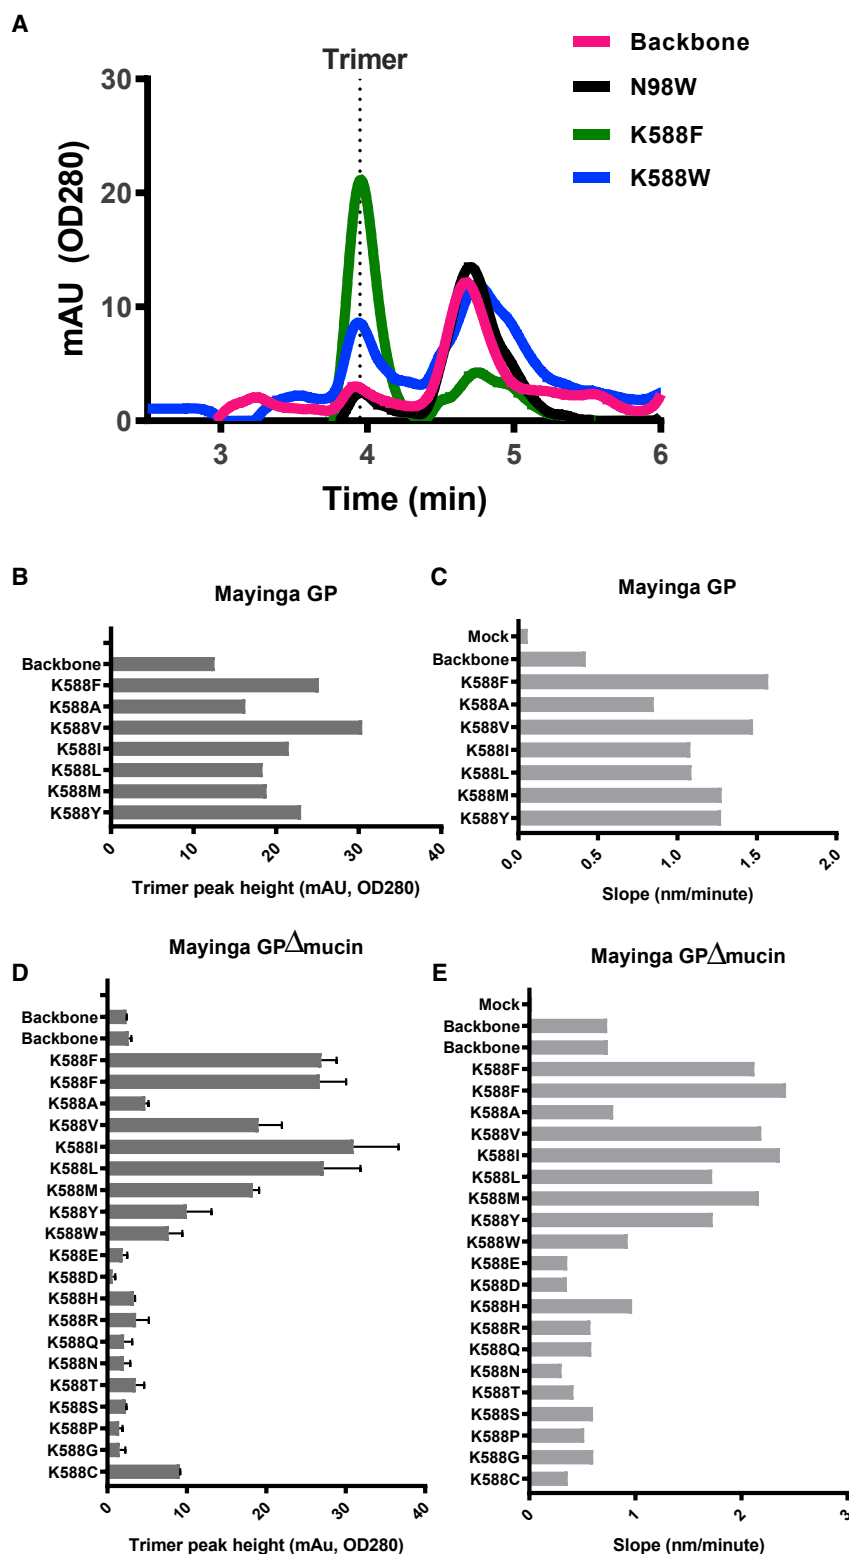 A
Trimer
Backbone
N98W
K588F
K588W
mAU (OD280)
30
20
10
0
3 4 5 6
Time (min)
B
Mayinga GP
Backbone
K588F
K588A
K588V
K588I
K588L
K588M
K588Y
0 10 20 30 40
Trimer peak height (mAU, OD280)
C
Mayinga GP
Mock
Backbone
K588F
K588A
K588V
K588I
K588L
K588M
K588Y
0.0 0.5 1.0 1.5 2.0
Slope (nm/minute)
D
Mayinga GPΔmucin
Backbone
Backbone
K588F
K588F
K588A
K588V
K588I
K588L
K588M
K588Y
K588W
K588E
K588D
K588H
K588R
K588Q
K588N
K588T
K588S
K588P
K588G
K588C
0 10 20 30 40
Trimer peak height (mAu, OD280)
E
Mayinga GPΔmucin
Mock
Backbone
Backbone
K588F
K588F
K588A
K588V
K588I
K588L
K588M
K588Y
K588W
K588E
K588D
K588H
K588R
K588Q
K588N
K588T
K588S
K588P
K588G
K588C
0 1 2 3
Slope (nm/minute)